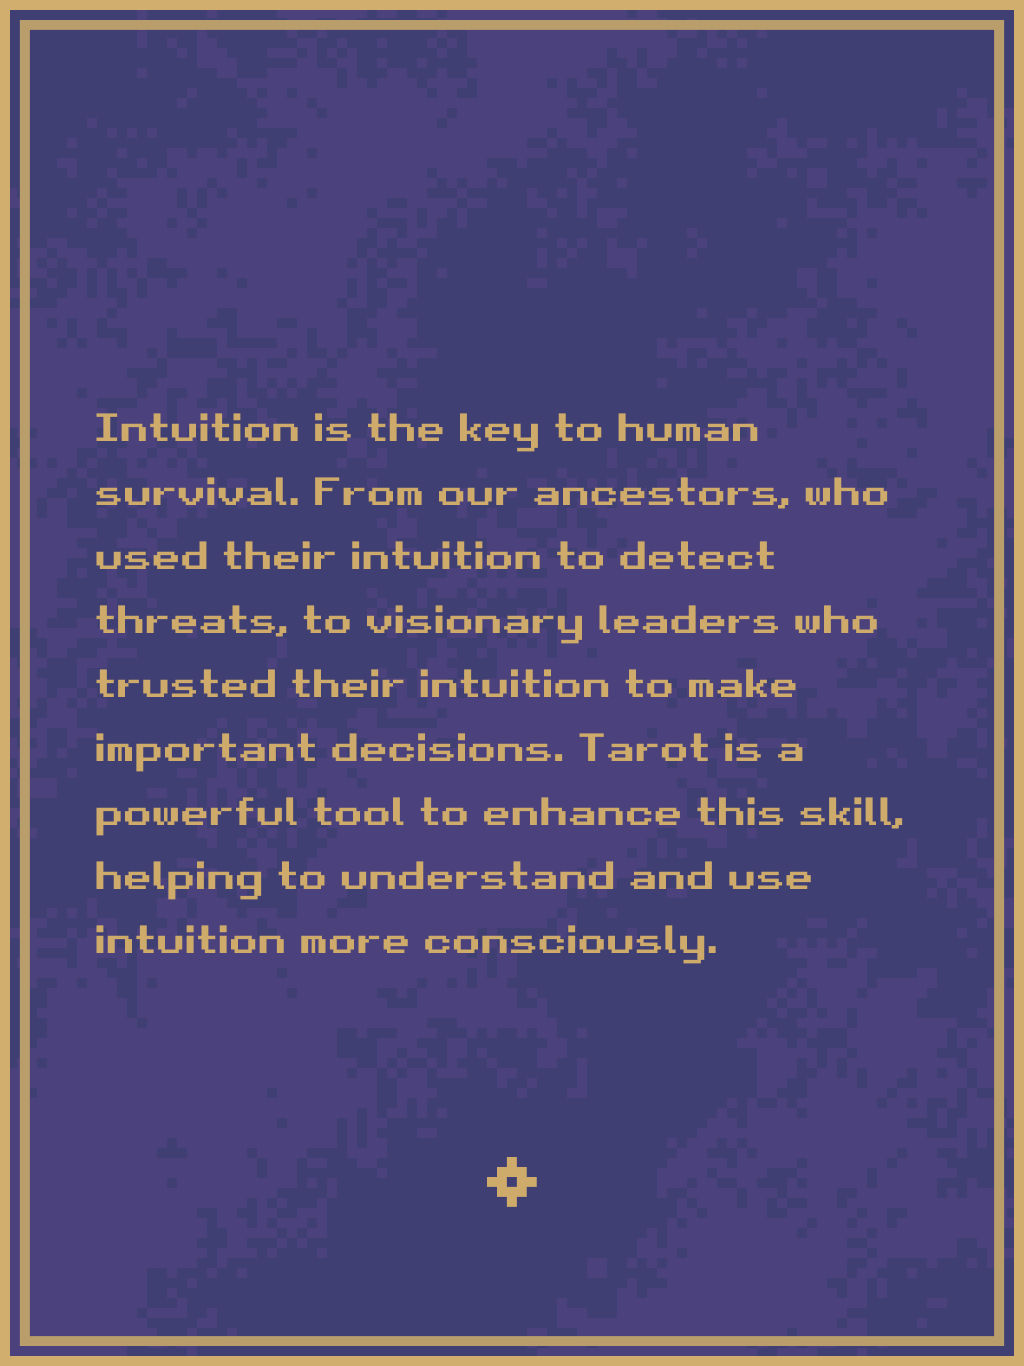 Intuition is the key to human
survival. From our ancestors, who
used their intuition to detect
threats, to visionary leaders who
trusted their intuition to make
important decisions. Tarot is a
powerful tool to enhance this skill,
helping to understand and use
intuition more consciously.